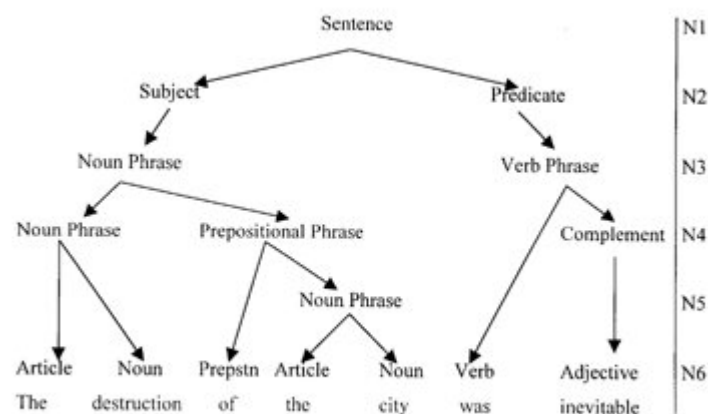 Sentence N1
Subject Predicate N2
Noun Phrase Verb Phrase N3
Noun Phrase Prepositional Phrase Complement N4
Noun Phrase N5
Article Noun Prepstn Article Noun Verb Adjective N6
The destruction of the city was inevitable